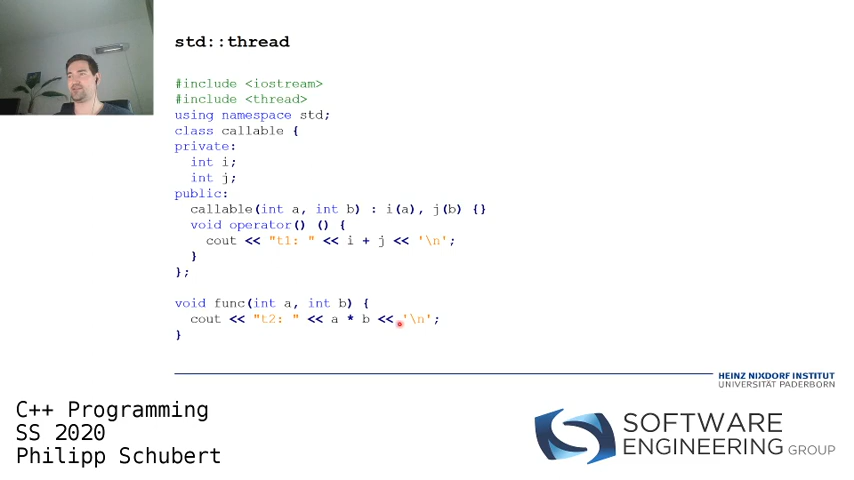 std::thread
#include <iostream>
#include <thread>
using namespace std;
class callable {
private:
  int i;
  int j;
public:
  callable(int a, int b) : i(a), j(b) {}
  void operator() () {
    cout << "t1: " << i + j << '\n';
  }
};
void func(int a, int b) {
  cout << "t2: " << a * b << '\n';
}
HEINZ NIXDORF INSTITUT
UNIVERSITÄT PADERBORN
C++ Programming
SS 2020
Philipp Schubert
SOFTWARE
ENGINEERING GROUP